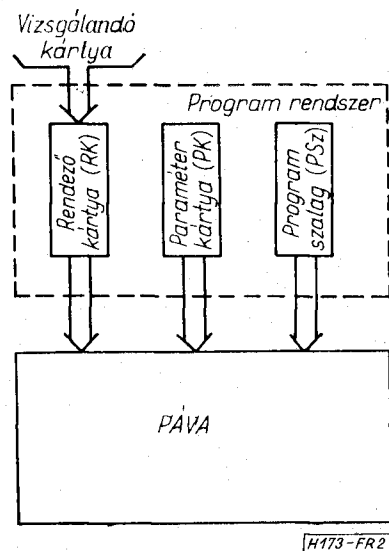 Vizsgálandó
kártya
Program rendszer
Rendező
kártya (RK)
Paraméter
kártya (PK)
Program
szalag (PSz)
PÁVA
H173-FR2